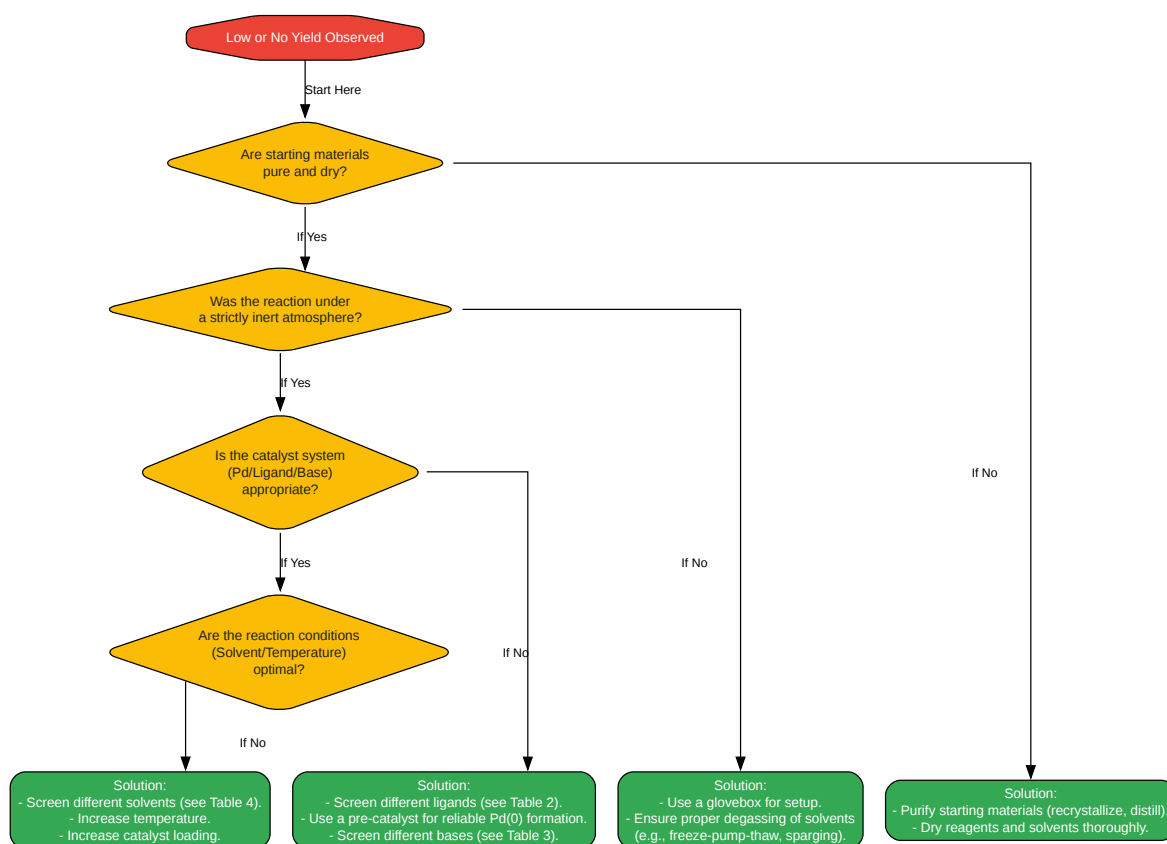 Low or No Yield Observed
Start Here
Are starting materials
pure and dry?
If Yes
Was the reaction under
a strictly inert atmosphere?
If Yes
Is the catalyst system
(Pd/Ligand/Base)
appropriate?
If No
If Yes
If No
Are the reaction conditions
(Solvent/Temperature)
optimal?
If No
If No
Solution:
- Screen different solvents (see Table 4).
- Increase temperature.
- Increase catalyst loading.
Solution:
- Screen different ligands (see Table 2).
- Use a pre-catalyst for reliable Pd(0) formation.
- Screen different bases (see Table 3).
Solution:
- Use a glovebox for setup.
- Ensure proper degassing of solvents
(e.g., freeze-pump-thaw, sparging).
Solution:
- Purify starting materials (recrystallize, distill).
- Dry reagents and solvents thoroughly.